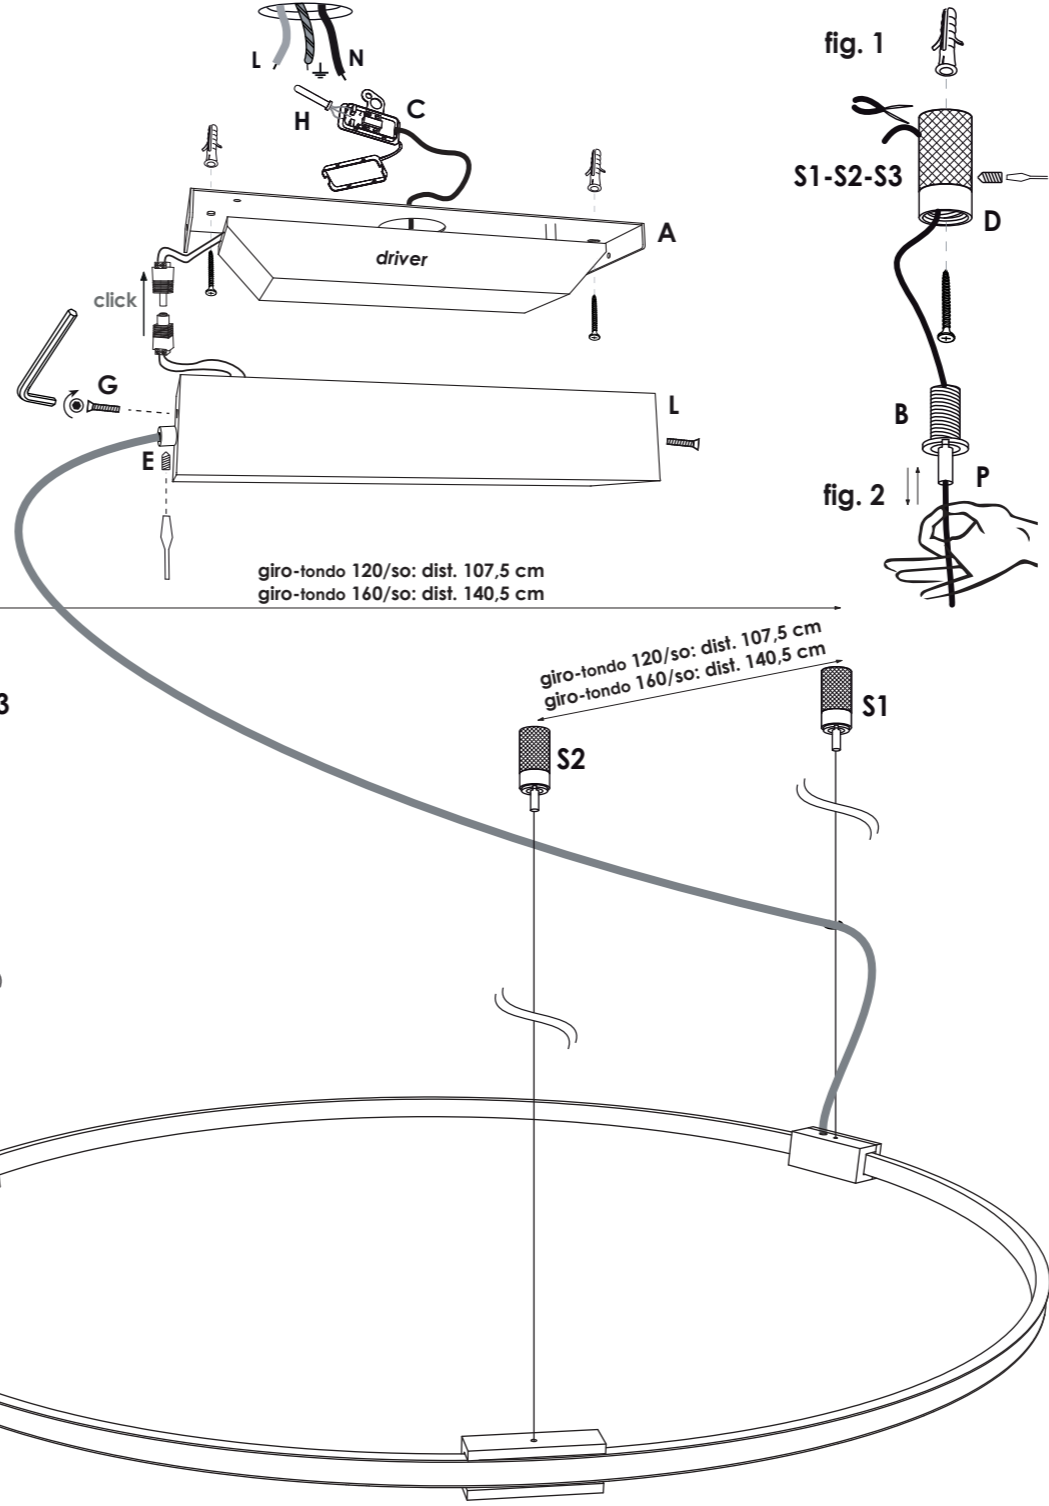 L
N
H
C
A
driver
click
G
L
E
fig. 1
S1-S2-S3
D
B
P
fig. 2
giro-tondo 120/so: dist. 107,5 cm
giro-tondo 160/so: dist. 140,5 cm
giro-tondo 120/so: dist. 107,5 cm
giro-tondo 160/so: dist. 140,5 cm
3
S1
S2